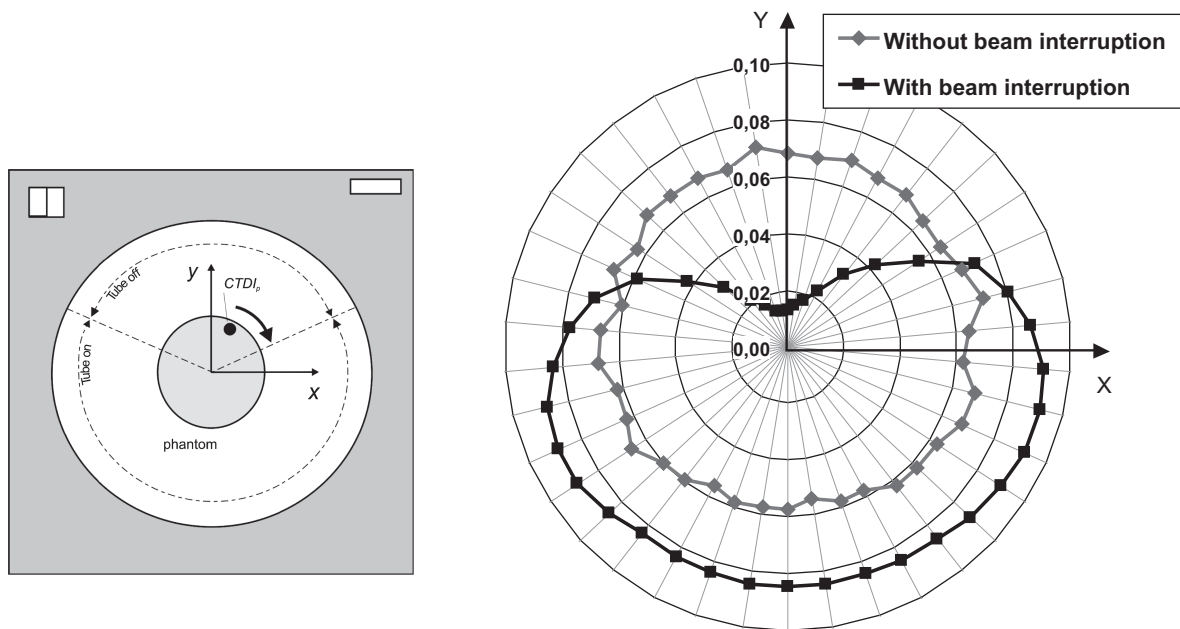 Tube off
Tube on
y
CTDIp
x
phantom
Y
0,10
0,08
0,06
0,04
0,02
0,00
X
Without beam interruption
With beam interruption